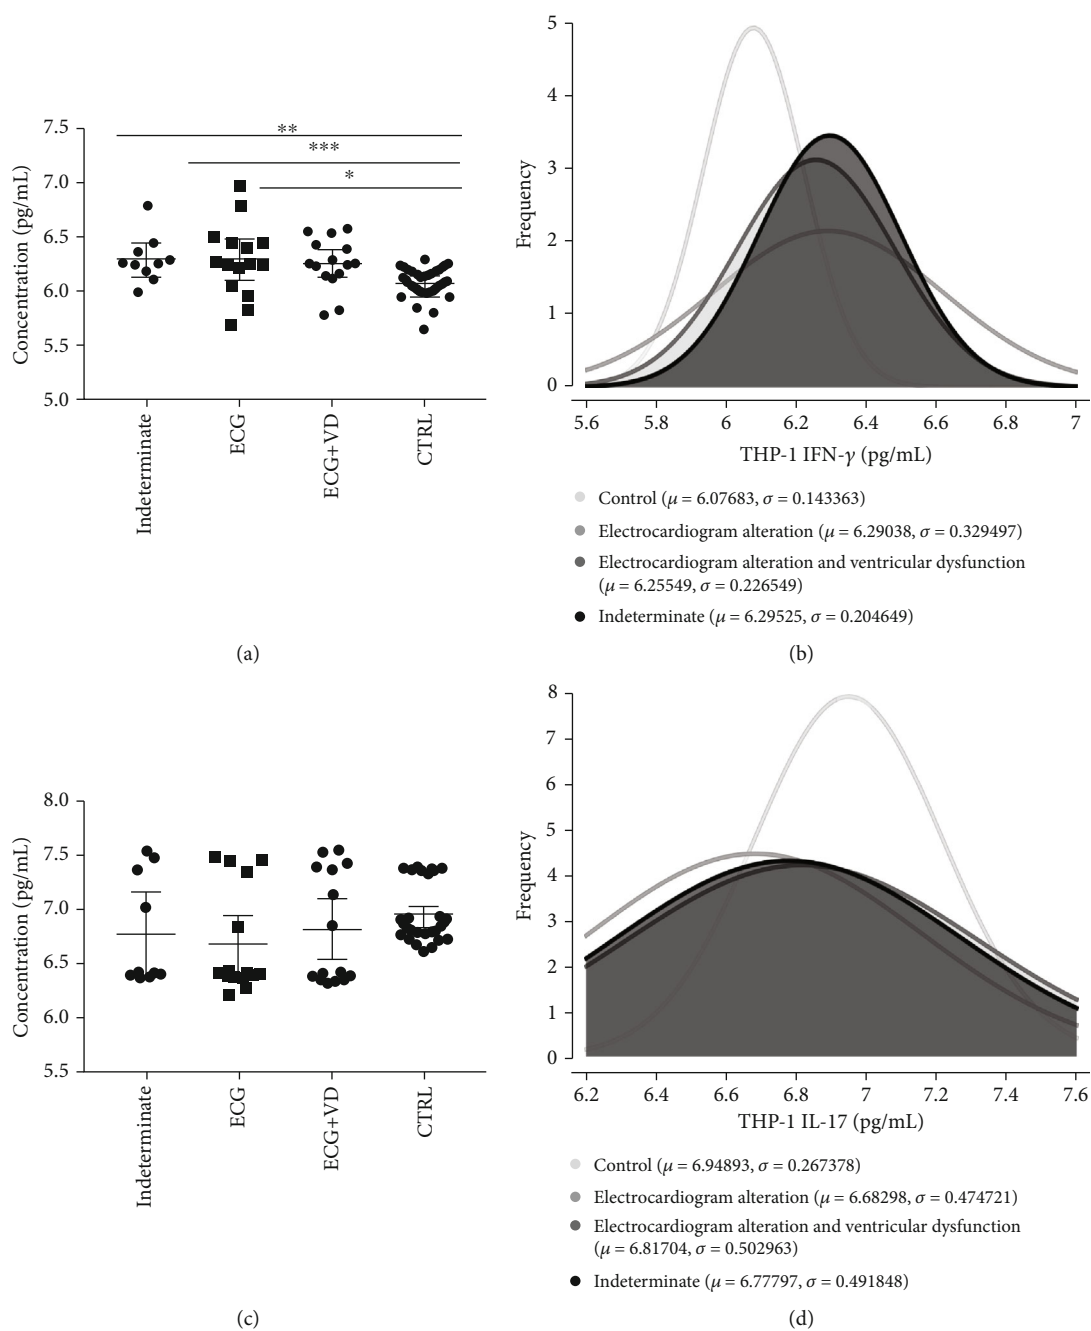 **
***
*
7.5
7.0
6.5
6.0
5.5
5.0
Concentration (pg/mL)
Indeterminate
ECG
ECG+VD
CTRL
(a)
5
4
3
2
1
0
Frequency
5.6 5.8 6 6.2 6.4 6.6 6.8 7
THP-1 IFN-γ (pg/mL)
Control (μ = 6.07683, σ = 0.143363)
Electrocardiogram alteration (μ = 6.29038, σ = 0.329497)
Electrocardiogram alteration and ventricular dysfunction
(μ = 6.25549, σ = 0.226549)
Indeterminate (μ = 6.29525, σ = 0.204649)
(b)
8.0
7.5
7.0
6.5
6.0
5.5
Concentration (pg/mL)
Indeterminate
ECG
ECG+VD
CTRL
(c)
8
7
6
5
4
3
2
1
0
Frequency
6.2 6.4 6.6 6.8 7 7.2 7.4 7.6
THP-1 IL-17 (pg/mL)
Control (μ = 6.94893, σ = 0.267378)
Electrocardiogram alteration (μ = 6.68298, σ = 0.474721)
Electrocardiogram alteration and ventricular dysfunction
(μ = 6.81704, σ = 0.502963)
Indeterminate (μ = 6.77797, σ = 0.491848)
(d)